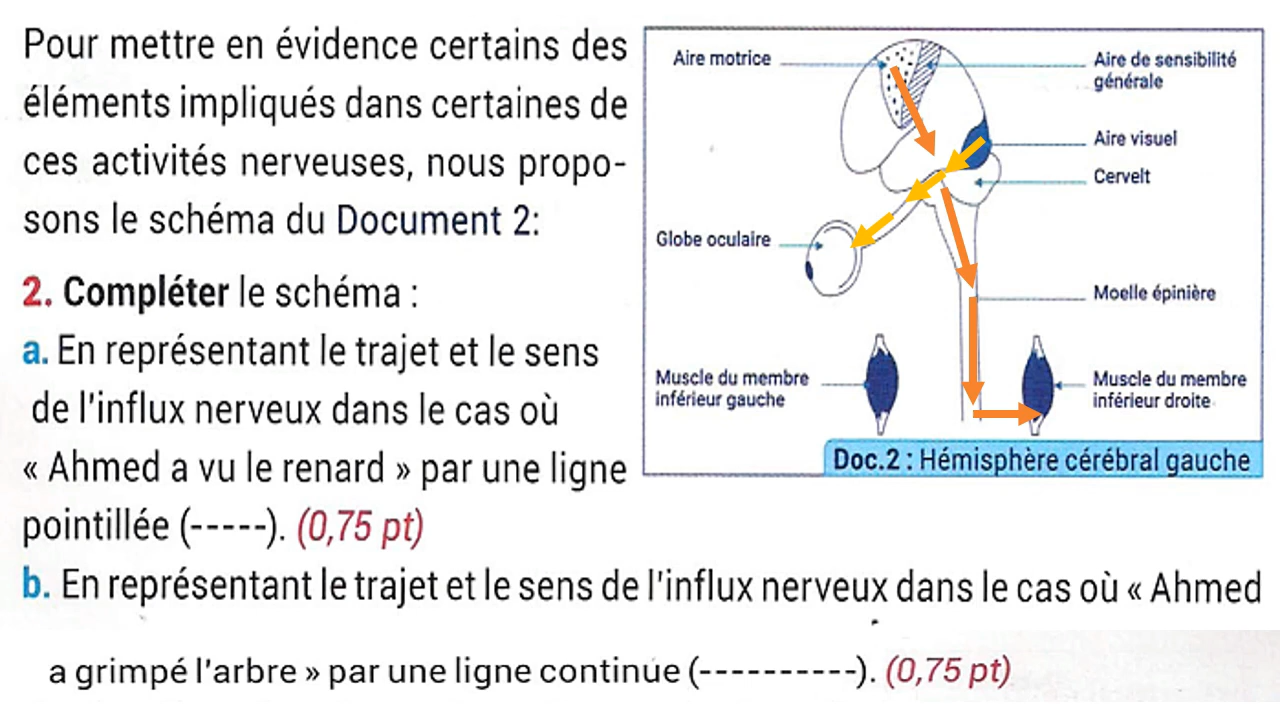 Pour mettre en évidence certains des
éléments impliqués dans certaines de
ces activités nerveuses, nous propo-
sons le schéma du Document 2:
2. Compléter le schéma :
a. En représentant le trajet et le sens
de l'influx nerveux dans le cas où
« Ahmed a vu le renard » par une ligne
pointillée (-----). (0,75 pt)
b. En représentant le trajet et le sens de l'influx nerveux dans le cas où « Ahmed
a grimpé l'arbre » par une ligne continue (----------). (0,75 pt)
Aire motrice
Aire de sensibilité
générale
Aire visuel
Cervelt
Globe oculaire
Moelle épinière
Muscle du membre
inférieur gauche
Muscle du membre
inférieur droite
Doc.2 : Hémisphère cérébral gauche